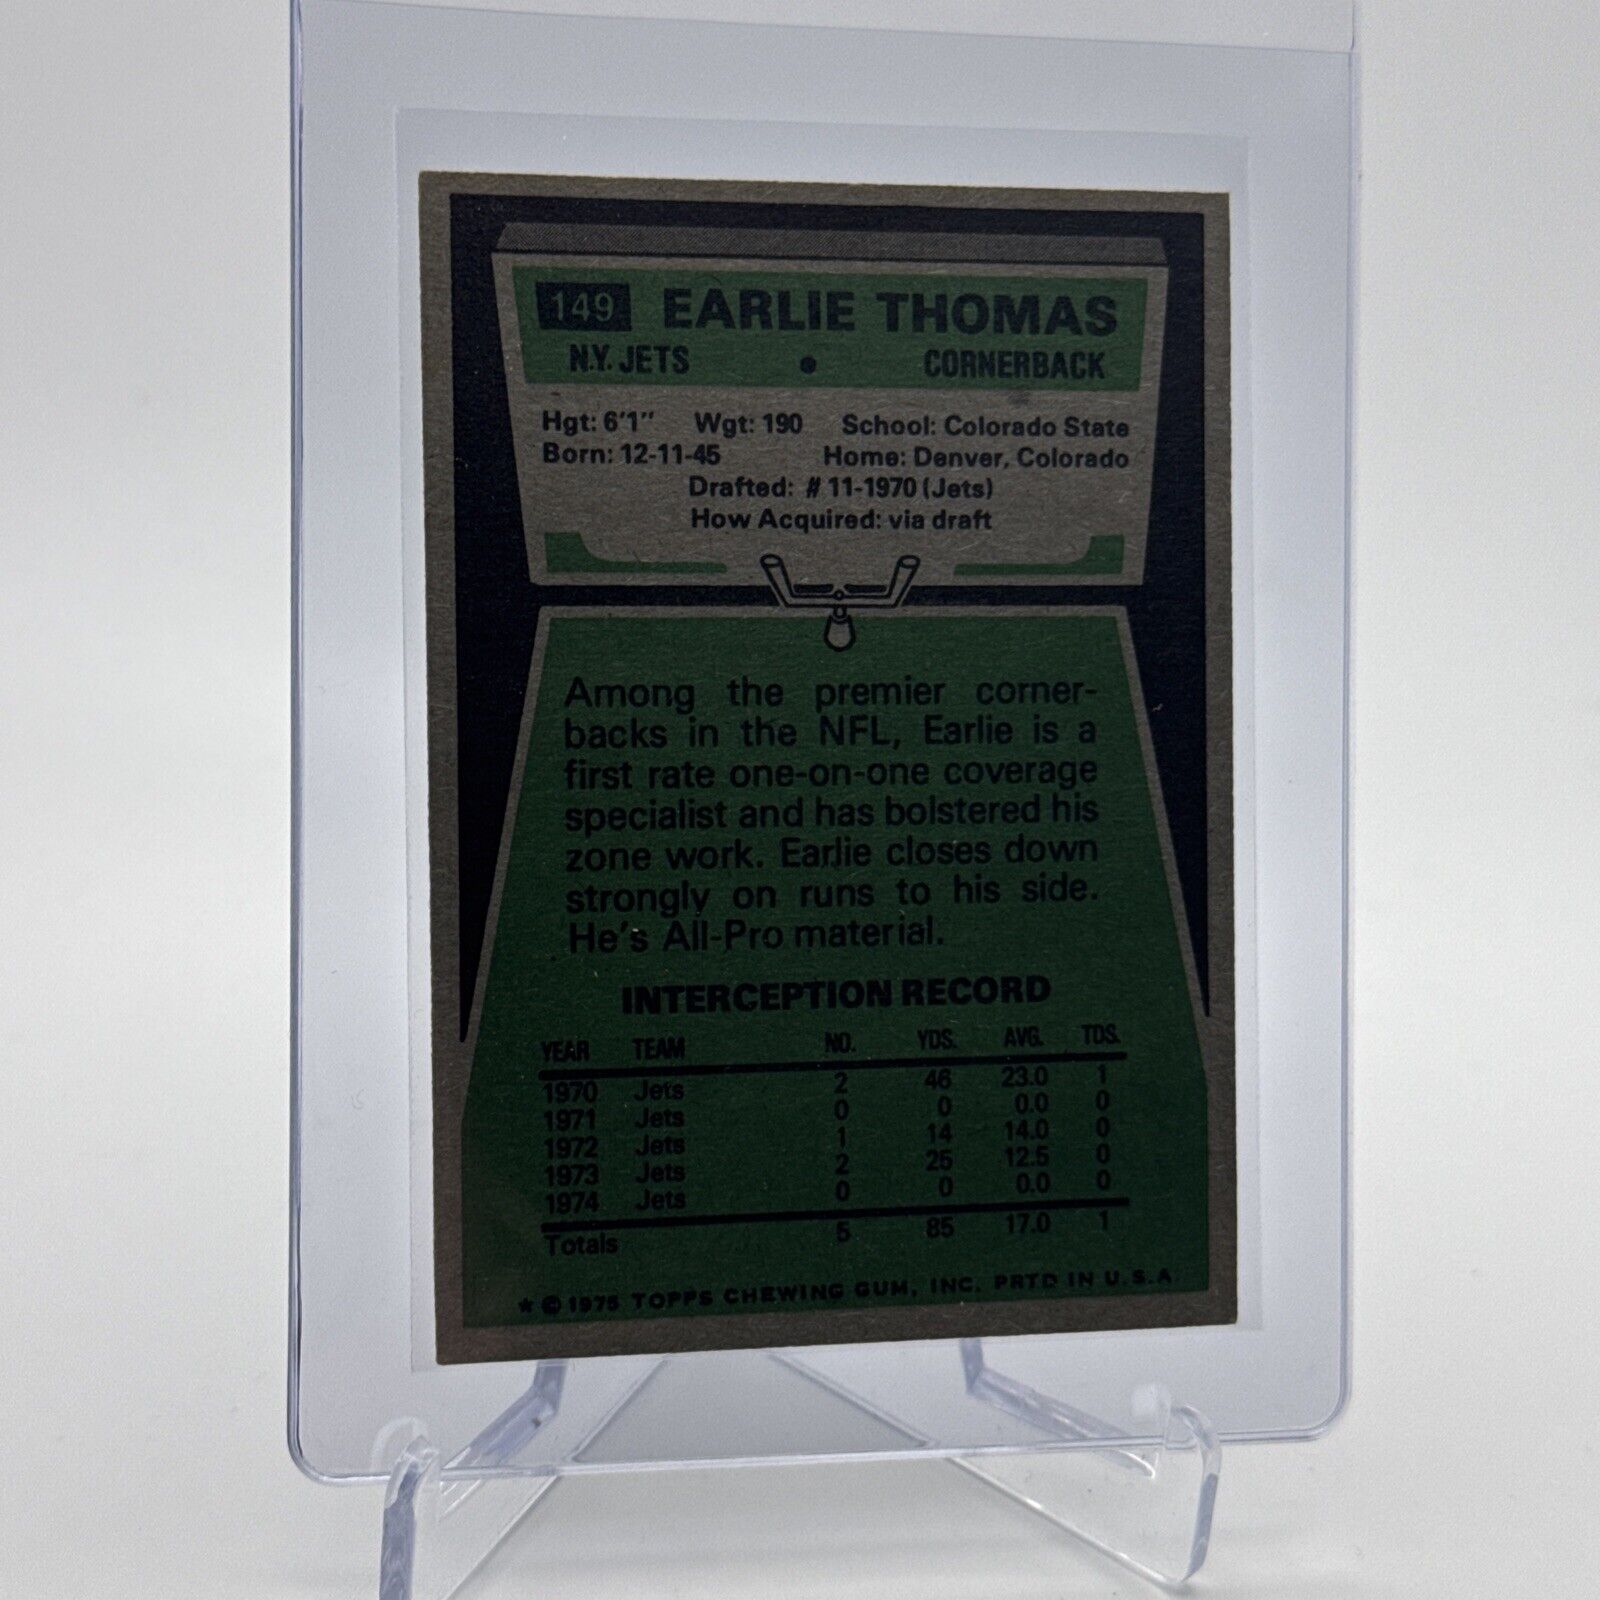 149 EARLIE THOMAS
N.Y. JETS • CORNERBACK
Hgt: 6'1" Wgt: 190 School: Colorado State
Born: 12-11-45 Home: Denver, Colorado
Drafted: # 11-1970 (Jets)
How Acquired: via draft
Among the premier corner-
backs in the NFL, Earlie is a
first rate one-on-one coverage
specialist and has bolstered his
zone work. Earlie closes down
strongly on runs to his side.
He's All-Pro material.
INTERCEPTION RECORD
YEAR TEAM NO. YDS. AVG. TDS.
1970 Jets 2 46 23.0 1
1971 Jets 0 0 0.0 0
1972 Jets 1 14 14.0 0
1973 Jets 2 25 12.5 0
1974 Jets 0 0 0.0 0
Totals 5 85 17.0 1
★ © 1975 TOPPS CHEWING GUM, INC. PRTD IN U.S.A.